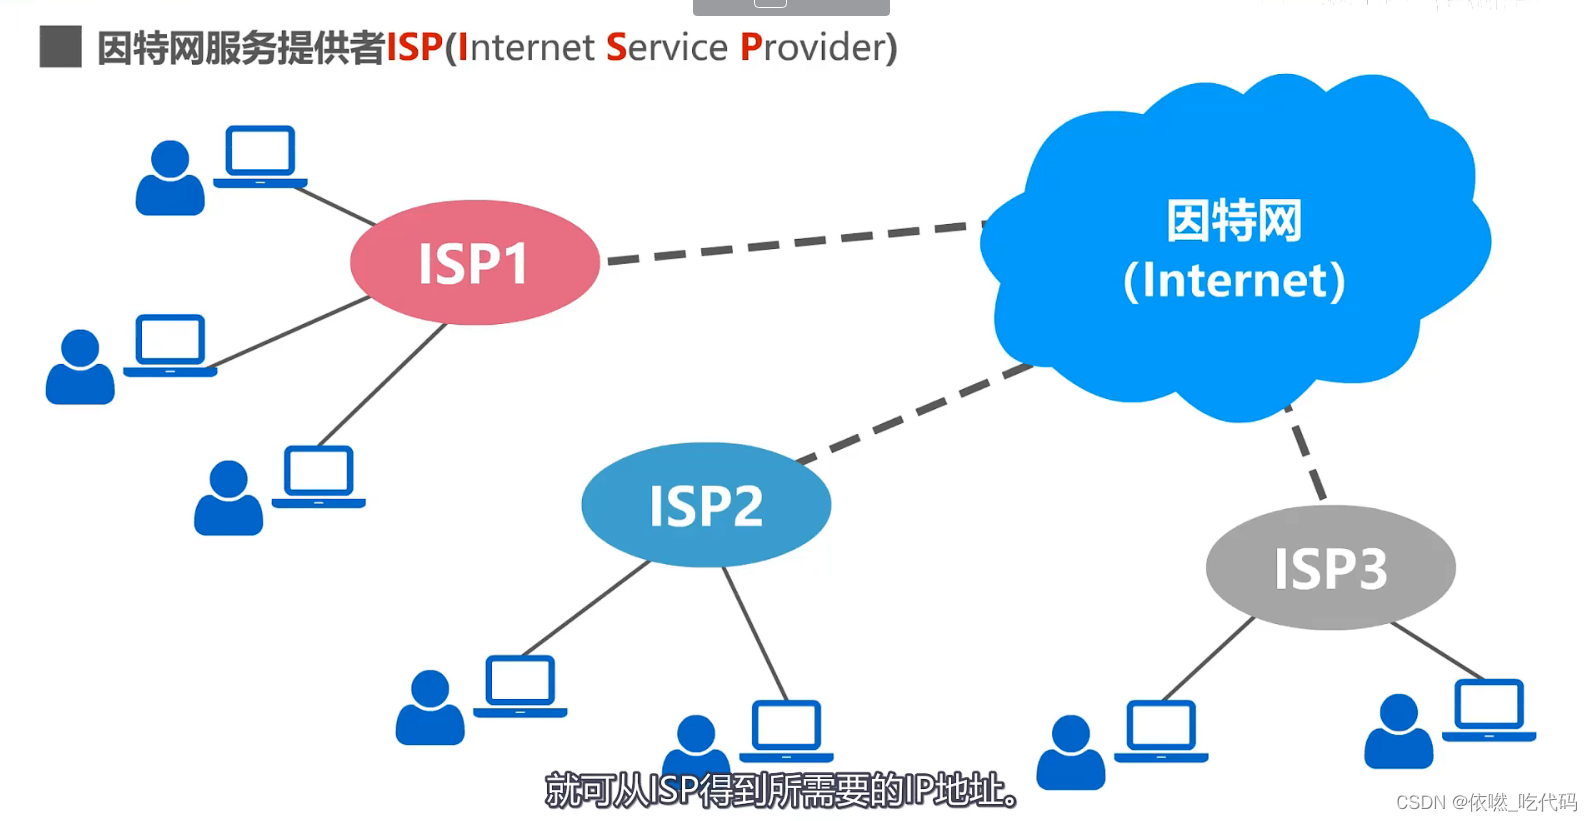 因特网服务提供者ISP(Internet Service Provider)
因特网
(Internet)
ISP1
ISP2
ISP3
就可从ISP得到所需要的IP地址。
CSDN @依燃_吃代码